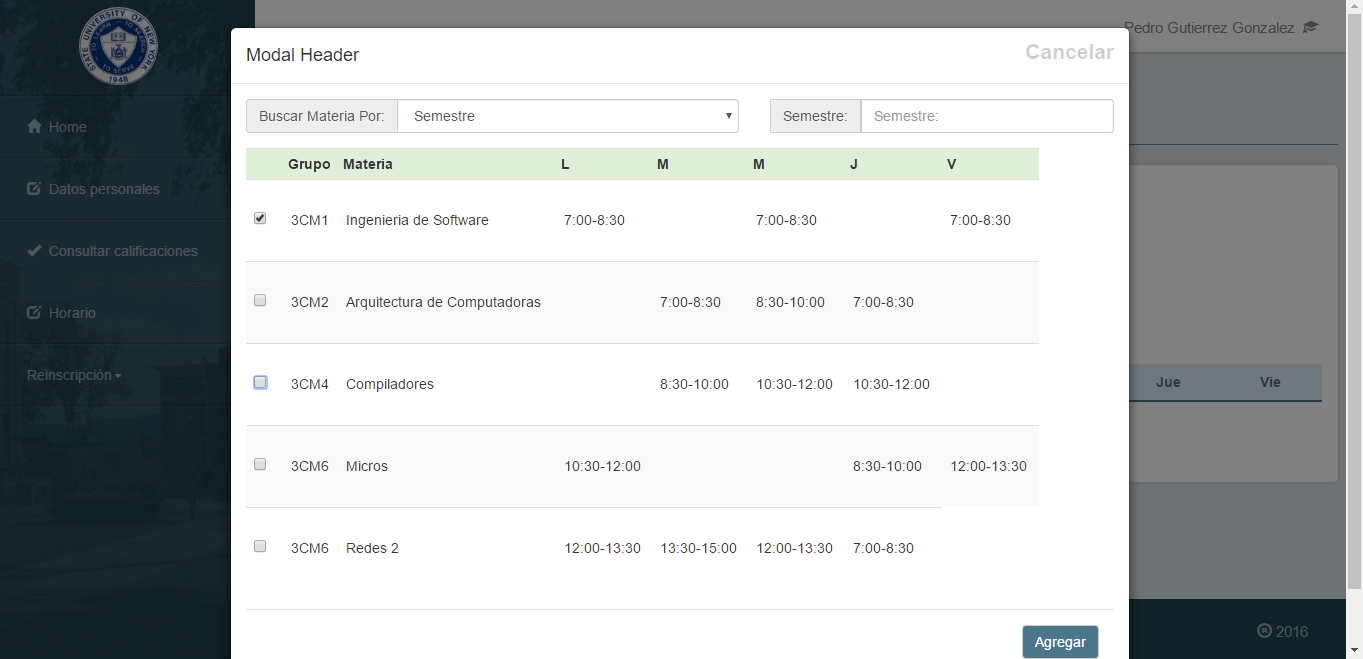 STATE UNIVERSITY OF NEW YORK
TO LEARN TO SEARCH
TO SERVE
1948
Pedro Gutierrez Gonzalez
Modal Header
Cancelar
Home
Datos personales
Consultar calificaciones
Horario
Reinscripción
Buscar Materia Por: Semestre
Semestre: Semestre:
Grupo Materia L M M J V
3CM1 Ingenieria de Software 7:00-8:30 7:00-8:30 7:00-8:30
3CM2 Arquitectura de Computadoras 7:00-8:30 8:30-10:00 7:00-8:30
3CM4 Compiladores 8:30-10:00 10:30-12:00 10:30-12:00
3CM6 Micros 10:30-12:00 8:30-10:00 12:00-13:30
3CM6 Redes 2 12:00-13:30 13:30-15:00 12:00-13:30 7:00-8:30
Jue Vie
Agregar
® 2016